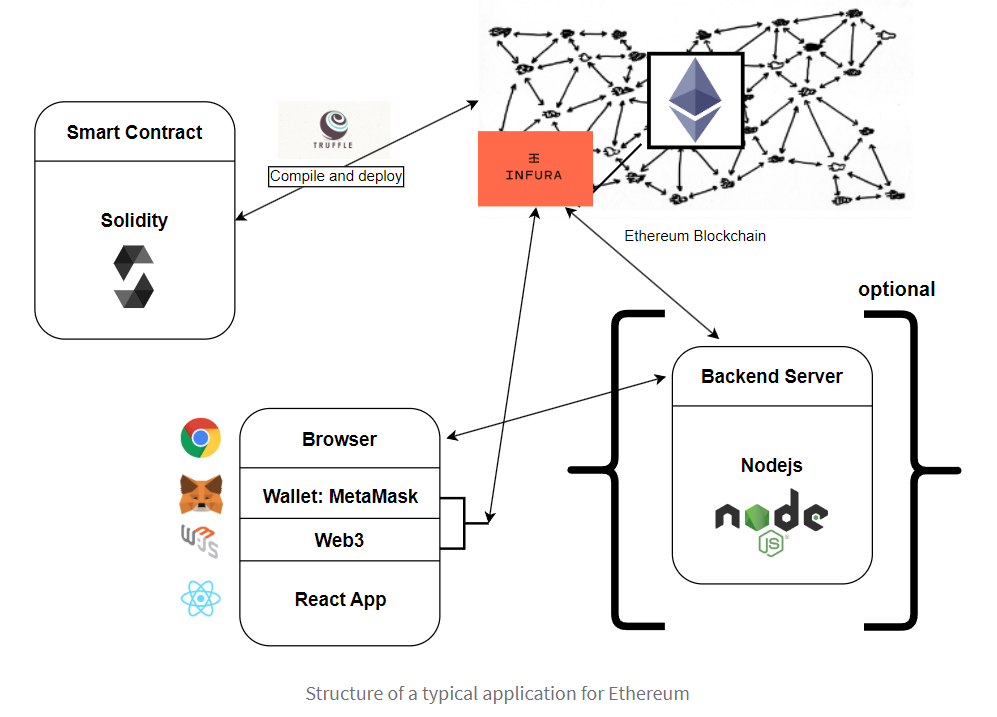 Smart Contract
Solidity
TRUFFLE
Compile and deploy
INFURA
Ethereum Blockchain
optional
Backend Server
Nodejs
node
JS
Browser
Wallet: MetaMask
Web3
React App
W3JS
Structure of a typical application for Ethereum